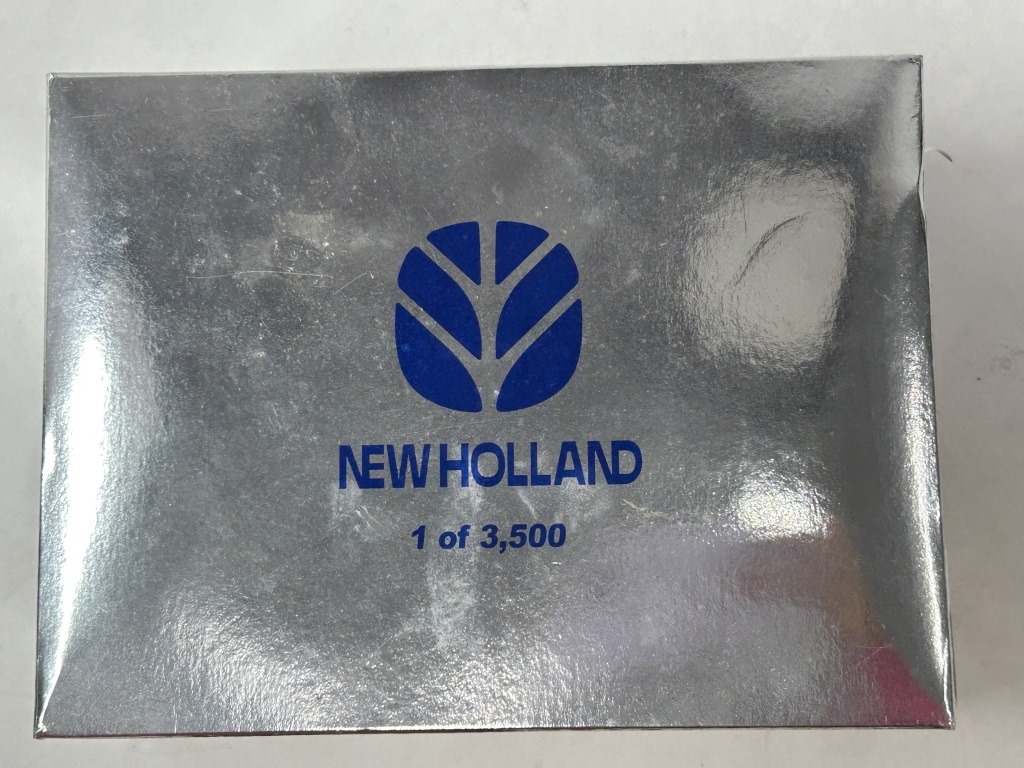 NEW HOLLAND
1 of 3,500